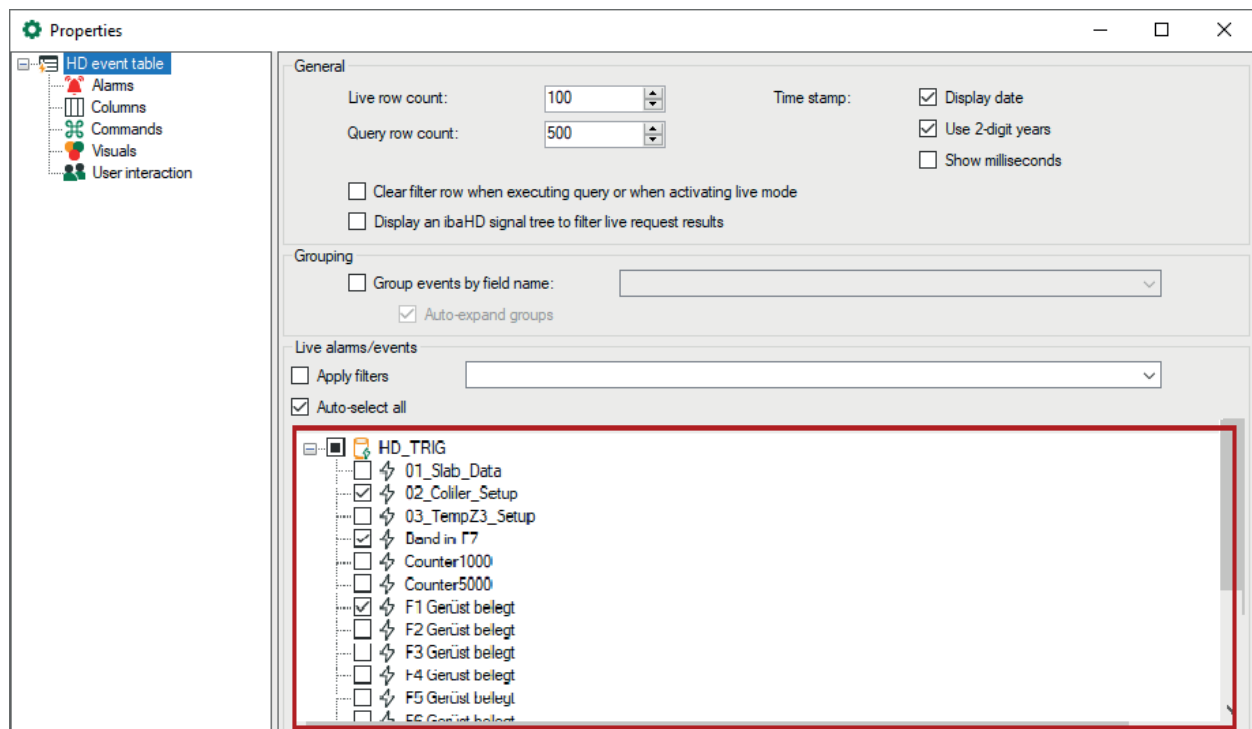 Properties
HD event table
Alarms
Columns
Commands
Visuals
User interaction
General
Live row count: 100 Time stamp: Display date
Query row count: 500 Use 2-digit years
Show milliseconds
Clear filter row when executing query or when activating live mode
Display an ibaHD signal tree to filter live request results
Grouping
Group events by field name:
Auto-expand groups
Live alarms/events
Apply filters
Auto-select all
HD_TRIG
01_Slab_Data
02_Coliler_Setup
03_TempZ3_Setup
Band in F7
Counter1000
Counter5000
F1 Gerüst belegt
F2 Gerüst belegt
F3 Gerüst belegt
F4 Gerüst belegt
F5 Gerüst belegt
F6 Gerüst belegt